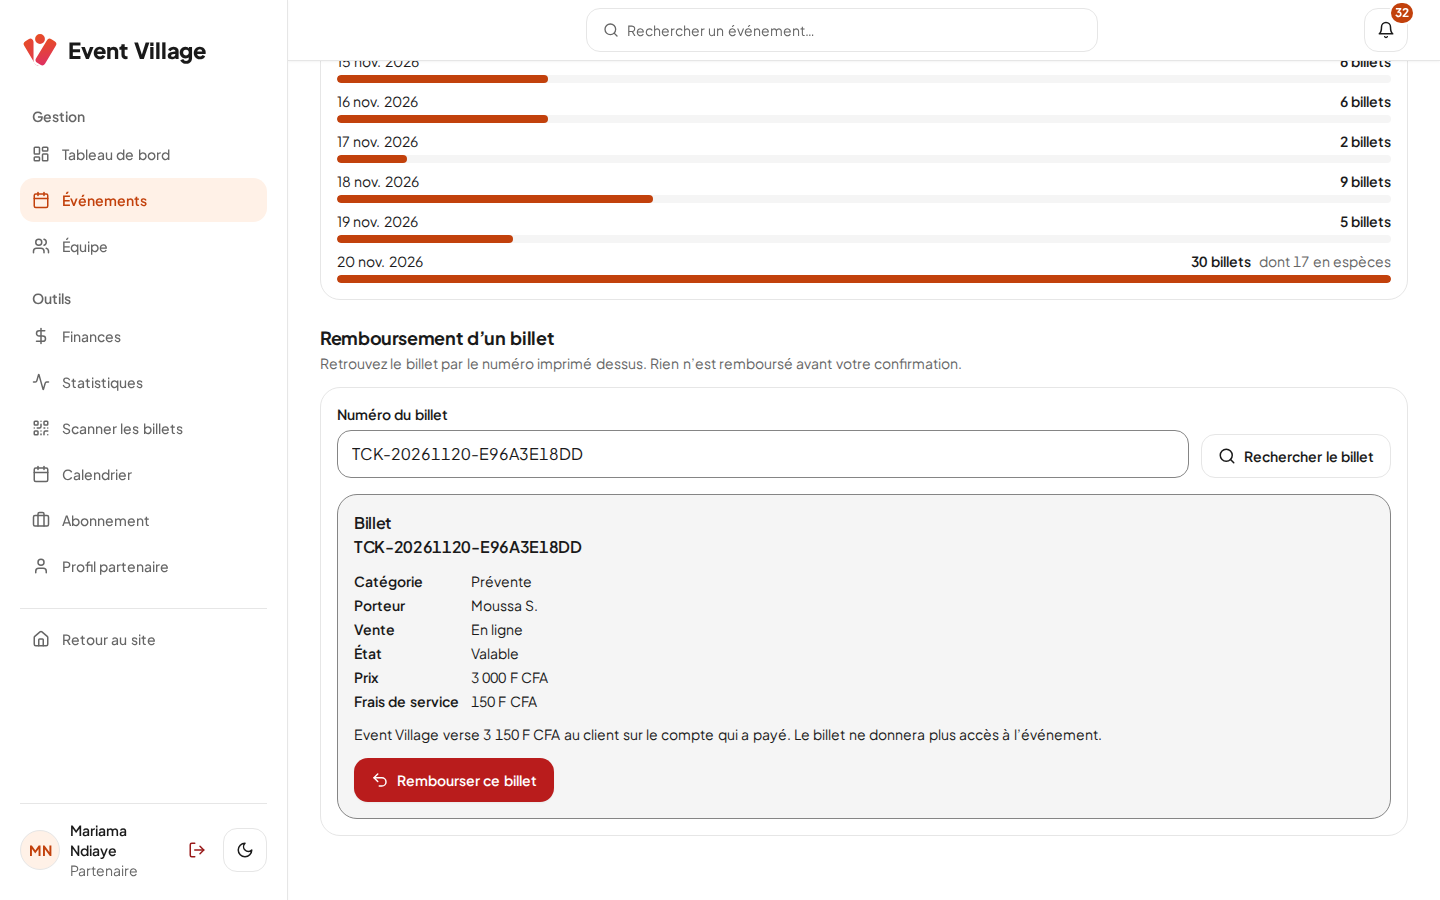 Event Village
Rechercher un événement...
32
Gestion
Tableau de bord
Événements
Équipe
Outils
Finances
Statistiques
Scanner les billets
Calendrier
Abonnement
Profil partenaire
Retour au site
MN
Mariama
Ndiaye
Partenaire
15 nov. 2026 6 billets
16 nov. 2026 6 billets
17 nov. 2026 2 billets
18 nov. 2026 9 billets
19 nov. 2026 5 billets
20 nov. 2026 30 billets dont 17 en espèces
Remboursement d’un billet
Retrouvez le billet par le numéro imprimé dessus. Rien n’est remboursé avant votre confirmation.
Numéro du billet
TCK-20261120-E96A3E18DD
Rechercher le billet
Billet
TCK-20261120-E96A3E18DD
Catégorie Prévente
Porteur Moussa S.
Vente En ligne
État Valable
Prix 3 000 F CFA
Frais de service 150 F CFA
Event Village verse 3 150 F CFA au client sur le compte qui a payé. Le billet ne donnera plus accès à l’événement.
Rembourser ce billet